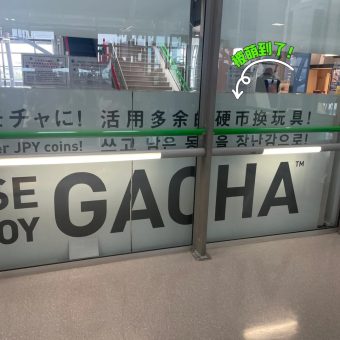 被萌到了!
チャに! 活用多余的硬币换玩具!
er JPY coins! 쓰고 남은 동 을 장난감으로!
SE
OY GACHA™